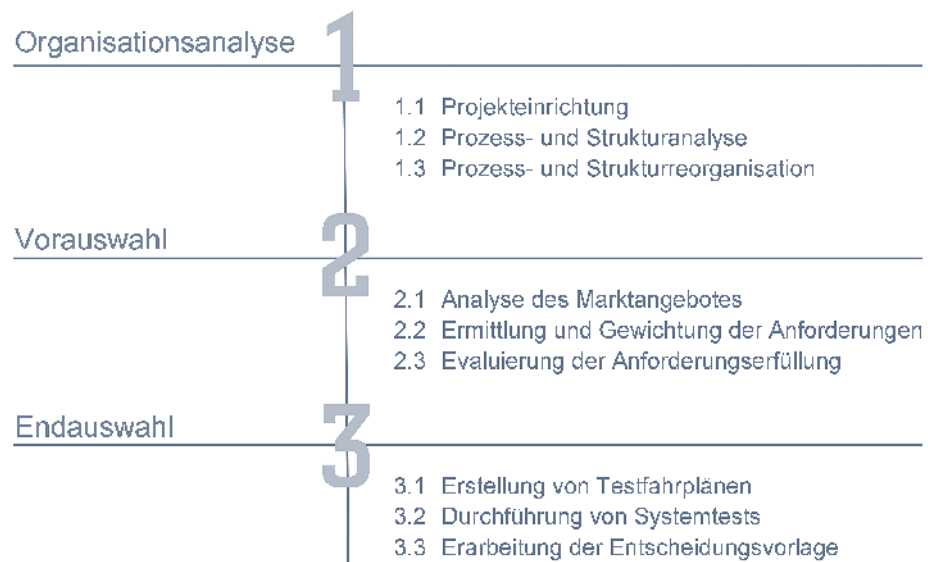 Organisationsanalyse
1
1.1 Projekteinrichtung
1.2 Prozess- und Strukturanalyse
1.3 Prozess- und Strukturreorganisation
Vorauswahl
2
2.1 Analyse des Marktangebotes
2.2 Ermittlung und Gewichtung der Anforderungen
2.3 Evaluierung der Anforderungserfüllung
Endauswahl
3
3.1 Erstellung von Testfahrplänen
3.2 Durchführung von Systemtests
3.3 Erarbeitung der Entscheidungsvorlage